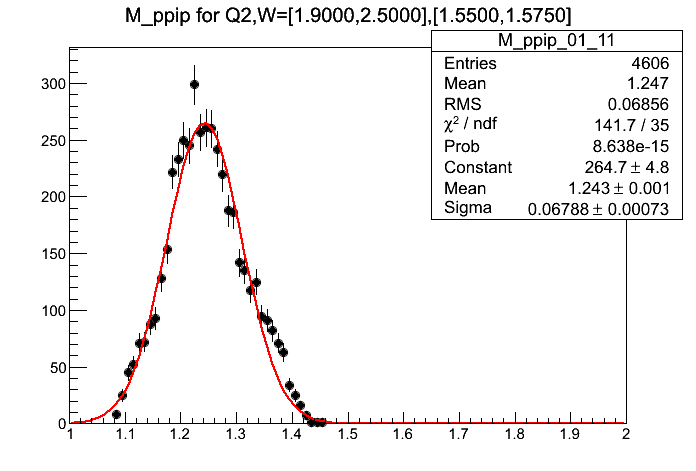 M_ppip for Q2,W=[1.9000,2.5000],[1.5500,1.5750]
M_ppip_01_11
Entries 4606
Mean 1.247
RMS 0.06856
χ² / ndf 141.7 / 35
Prob 8.638e-15
Constant 264.7 ± 4.8
Mean 1.243 ± 0.001
Sigma 0.06788 ± 0.00073
300
250
200
150
100
50
0
1 1.1 1.2 1.3 1.4 1.5 1.6 1.7 1.8 1.9 2